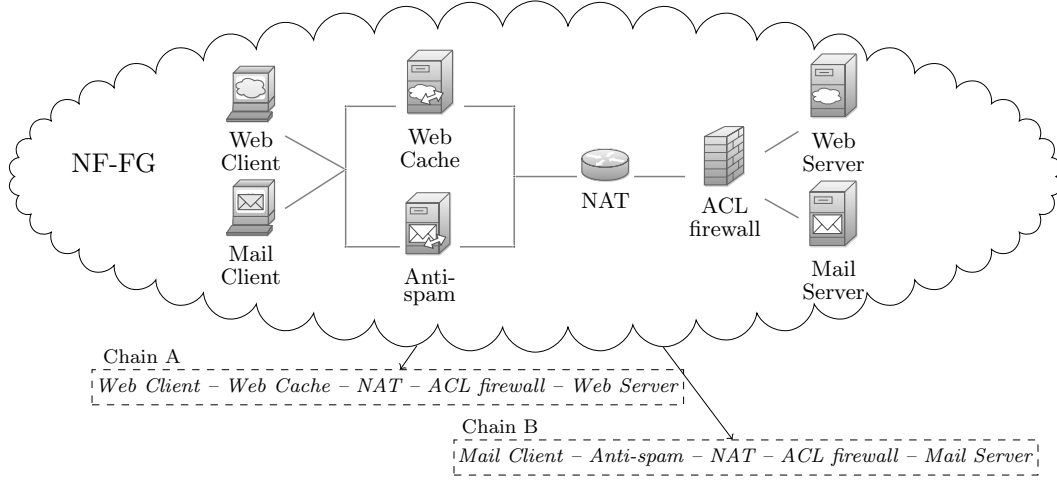 NF-FG
Web
Client
Mail
Client
Web
Cache
Anti-
spam
NAT
ACL
firewall
Web
Server
Mail
Server
Chain A
Web Client – Web Cache – NAT – ACL firewall – Web Server
Chain B
Mail Client – Anti-spam – NAT – ACL firewall – Mail Server